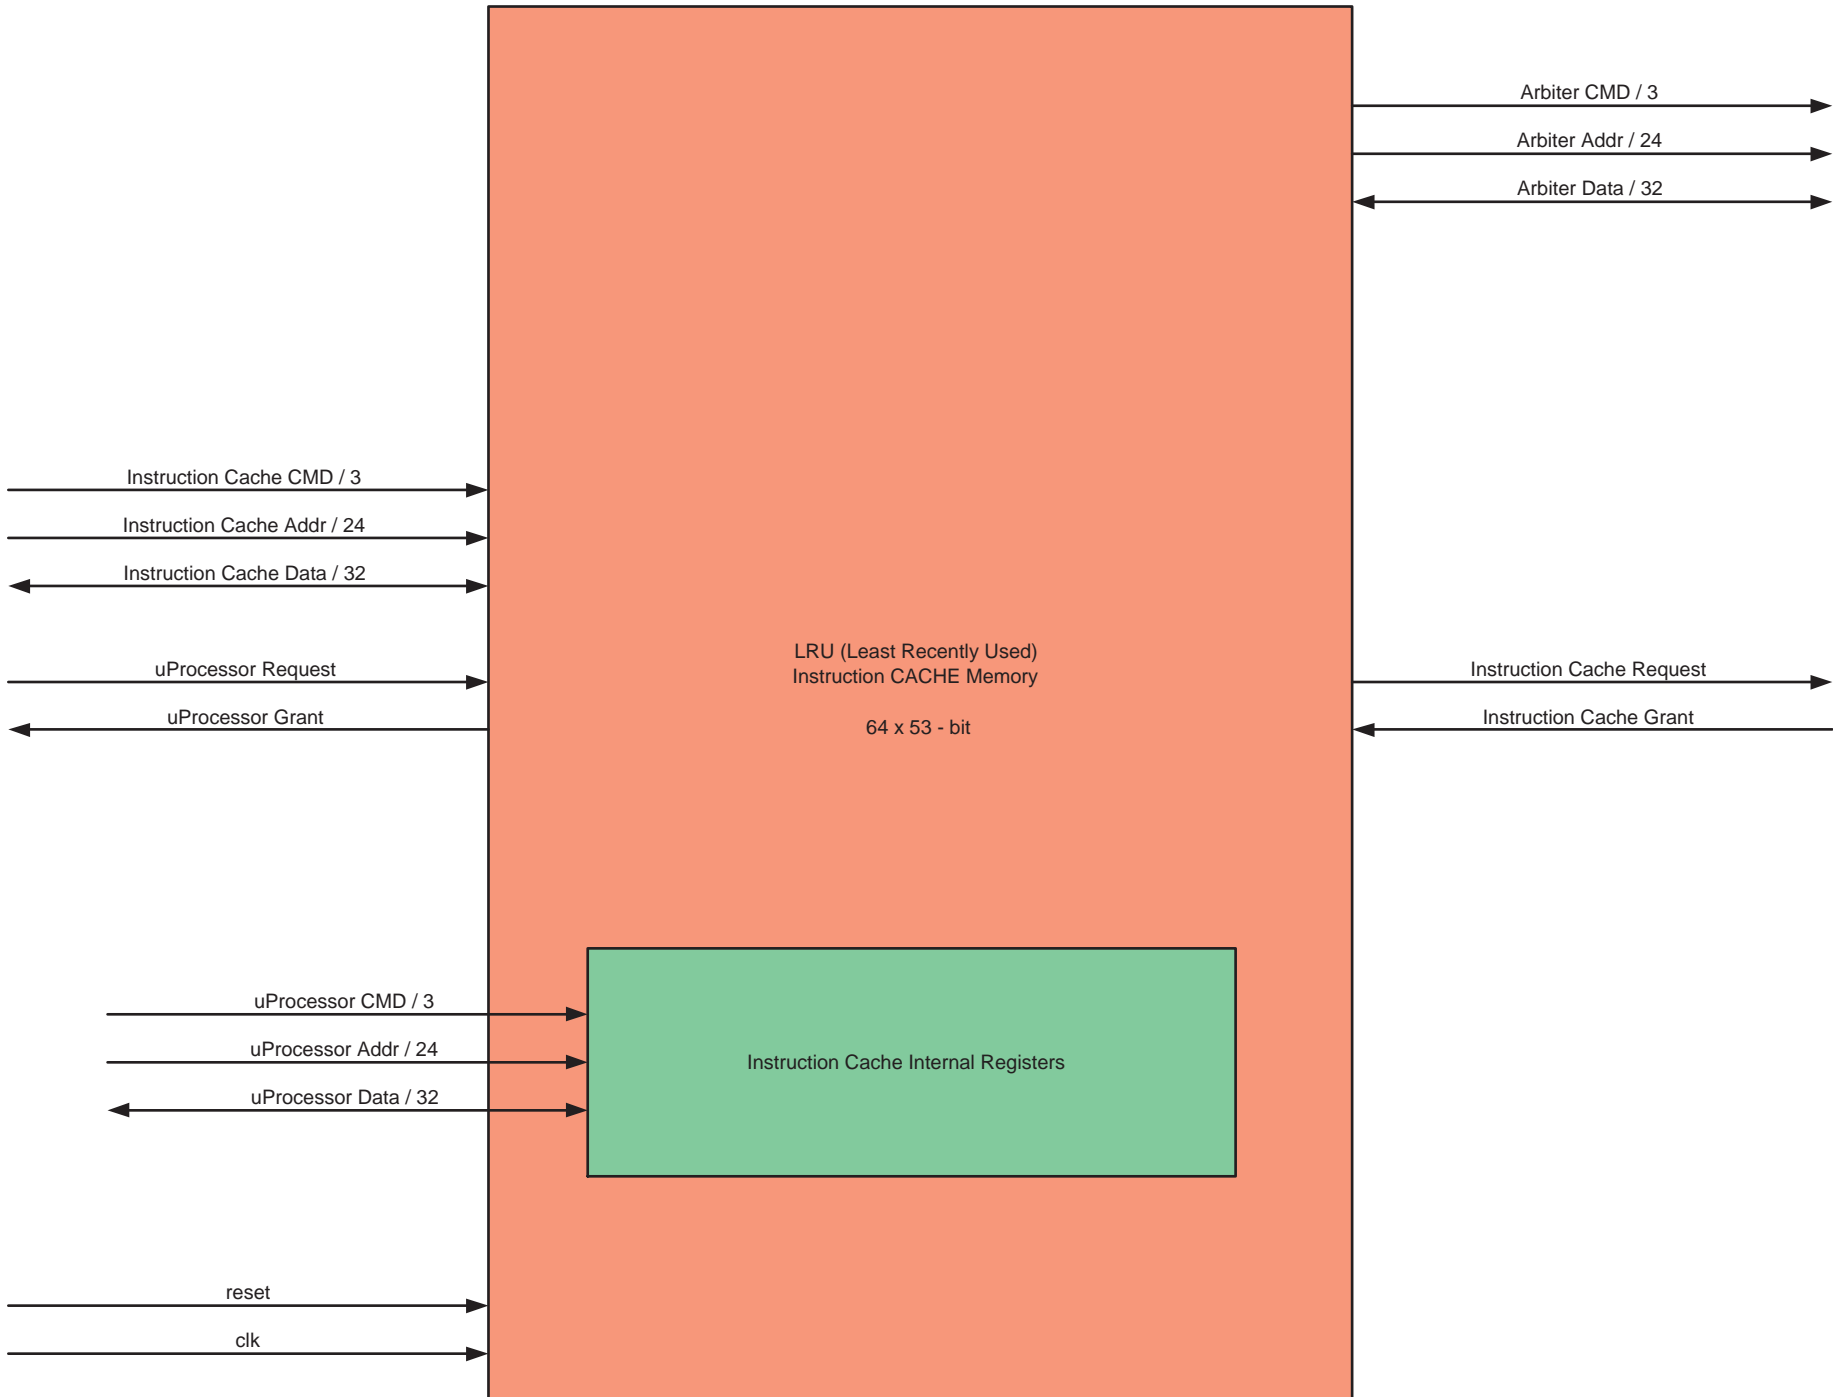 Arbiter CMD / 3
Arbiter Addr / 24
Arbiter Data / 32
Instruction Cache CMD / 3
Instruction Cache Addr / 24
Instruction Cache Data / 32
uProcessor Request
uProcessor Grant
LRU (Least Recently Used)
Instruction CACHE Memory
64 x 53 - bit
Instruction Cache Request
Instruction Cache Grant
uProcessor CMD / 3
uProcessor Addr / 24
uProcessor Data / 32
Instruction Cache Internal Registers
reset
clk